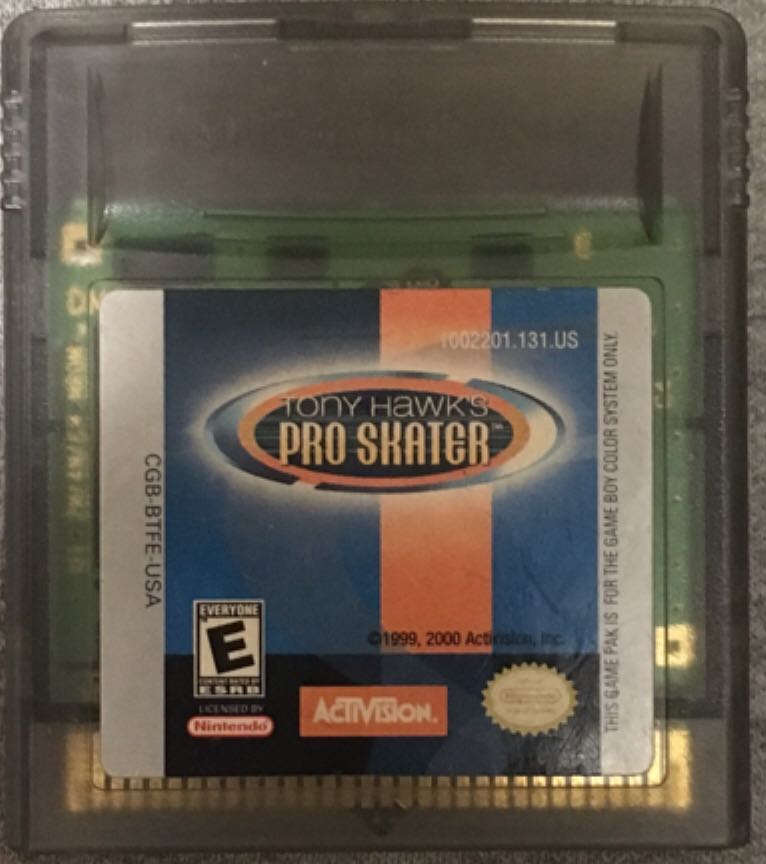 1002201.131.US
TONY HAWK'S
PRO SKATER™
CGB-BTFE-USA
THIS GAME PAK IS FOR THE GAME BOY COLOR SYSTEM ONLY.
EVERYONE
E
CONTENT RATED BY
ESRB
©1999, 2000 Activision, Inc.
LICENSED BY
Nintendo
ACTIVISION.